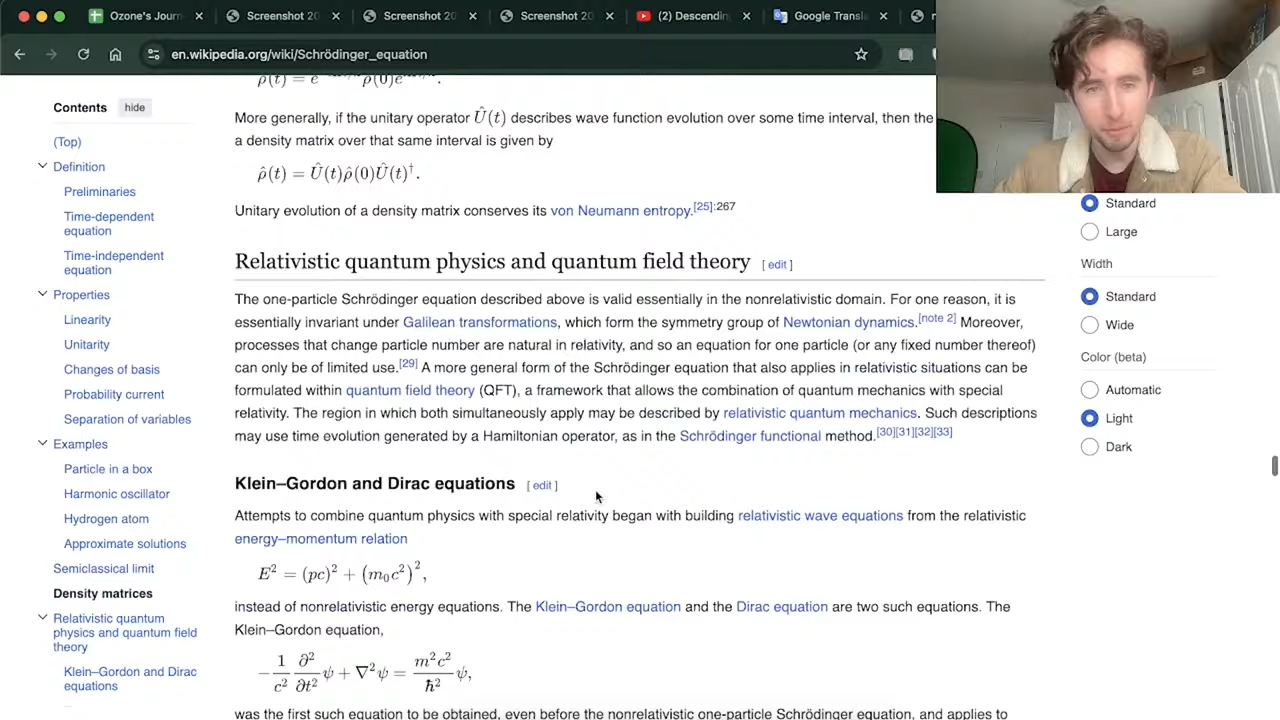 Ozone's Journ
Screenshot 20
Screenshot 20
Screenshot 20
(2) Descending
Google Transl
en.wikipedia.org/wiki/Schrödinger_equation
Contents hide
(Top)
Definition
Preliminaries
Time-dependent
equation
Time-independent
equation
Properties
Linearity
Unitarity
Changes of basis
Probability current
Separation of variables
Examples
Particle in a box
Harmonic oscillator
Hydrogen atom
Approximate solutions
Semiclassical limit
Density matrices
Relativistic quantum
physics and quantum field
theory
Klein–Gordon and Dirac
equations
More generally, if the unitary operator Û(t) describes wave function evolution over some time interval, then the
a density matrix over that same interval is given by
ρ̂(t) = Û(t)ρ̂(0)Û(t)†.
Unitary evolution of a density matrix conserves its von Neumann entropy.[25]:267
Relativistic quantum physics and quantum field theory [ edit ]
The one-particle Schrödinger equation described above is valid essentially in the nonrelativistic domain. For one reason, it is
essentially invariant under Galilean transformations, which form the symmetry group of Newtonian dynamics.[note 2] Moreover,
processes that change particle number are natural in relativity, and so an equation for one particle (or any fixed number thereof)
can only be of limited use.[29] A more general form of the Schrödinger equation that also applies in relativistic situations can be
formulated within quantum field theory (QFT), a framework that allows the combination of quantum mechanics with special
relativity. The region in which both simultaneously apply may be described by relativistic quantum mechanics. Such descriptions
may use time evolution generated by a Hamiltonian operator, as in the Schrödinger functional method.[30][31][32][33]
Klein–Gordon and Dirac equations [ edit ]
Attempts to combine quantum physics with special relativity began with building relativistic wave equations from the relativistic
energy–momentum relation
E² = (pc)² + (m₀c²)²,
instead of nonrelativistic energy equations. The Klein–Gordon equation and the Dirac equation are two such equations. The
Klein–Gordon equation,
−1/c² ∂²/∂t² ψ + ∇²ψ = m²c²/ħ² ψ,
was the first such equation to be obtained, even before the nonrelativistic one-particle Schrödinger equation, and applies to
Standard
Large
Width
Standard
Wide
Color (beta)
Automatic
Light
Dark